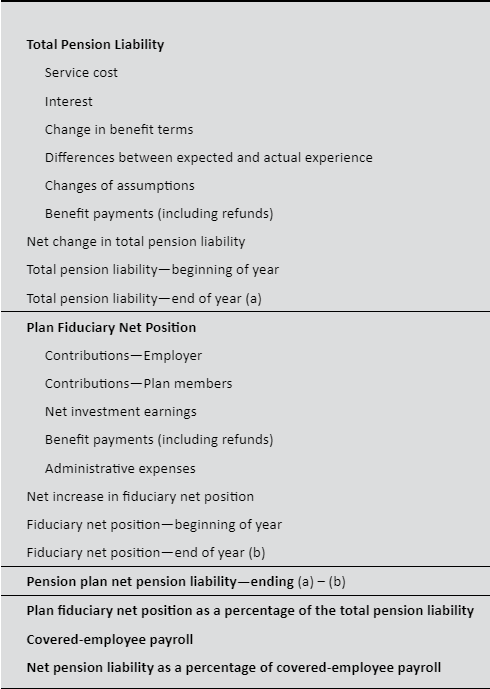 Total Pension Liability
Service cost
Interest
Change in benefit terms
Differences between expected and actual experience
Changes of assumptions
Benefit payments (including refunds)
Net change in total pension liability
Total pension liability—beginning of year
Total pension liability—end of year (a)
Plan Fiduciary Net Position
Contributions—Employer
Contributions—Plan members
Net investment earnings
Benefit payments (including refunds)
Administrative expenses
Net increase in fiduciary net position
Fiduciary net position—beginning of year
Fiduciary net position—end of year (b)
Pension plan net pension liability—ending (a) – (b)
Plan fiduciary net position as a percentage of the total pension liability
Covered-employee payroll
Net pension liability as a percentage of covered-employee payroll